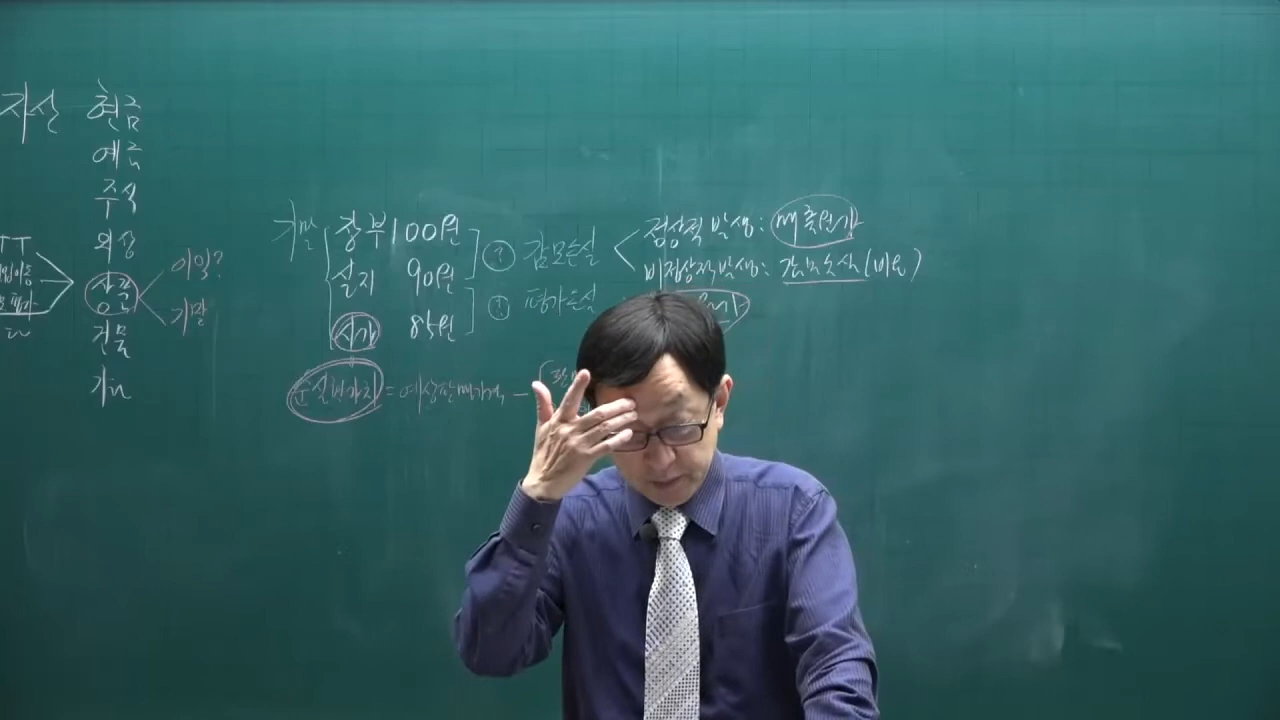 자산 현금
예금
주식
외상
상품
건물
기타
이익?
기말
기말 장부 100원
실지 90원
시가 85원
① 감모손실
① 평가손실
정상적 발생: 매출원가
비정상적 발생: 감모손실(비용)
순실현가치 = 예상판매가격 -